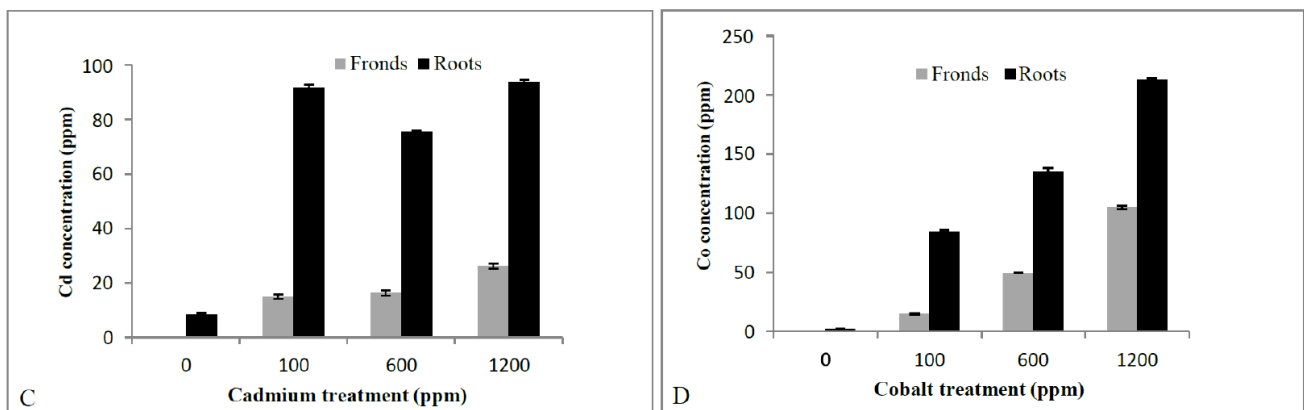 Fronds Roots
100
80
60
40
20
0
Cd concentration (ppm)
0 100 600 1200
Cadmium treatment (ppm)
C
Fronds Roots
250
200
150
100
50
0
Co concentration (ppm)
0 100 600 1200
Cobalt treatment (ppm)
D